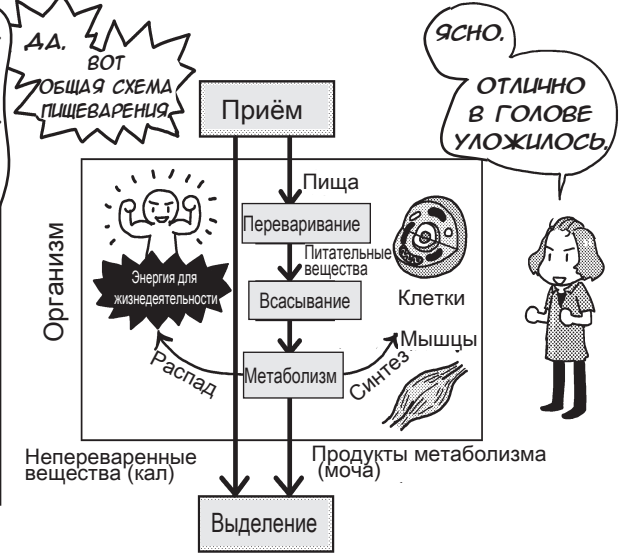 ДА.
ВОТ
ОБЩАЯ СХЕМА
ПИЩЕВАРЕНИЯ.
ЯСНО.
ОТЛИЧНО
В ГОЛОВЕ
УЛОЖИЛОСЬ.
Приём
Организм
Пища
Переваривание
Питательные
вещества
Энергия для
жизнедеятельности
Всасывание
Клетки
Распад
Метаболизм
Синтез
Мышцы
Непереваренные
вещества (кал)
Продукты метаболизма
(моча)
Выделение